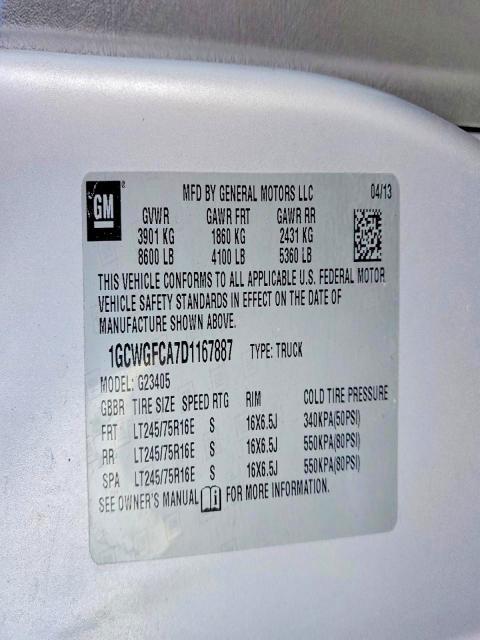 GM
MFD BY GENERAL MOTORS LLC 04/13
GVWR GAWR FRT GAWR RR
3901 KG 1860 KG 2431 KG
8600 LB 4100 LB 5360 LB
THIS VEHICLE CONFORMS TO ALL APPLICABLE U.S. FEDERAL MOTOR
VEHICLE SAFETY STANDARDS IN EFFECT ON THE DATE OF
MANUFACTURE SHOWN ABOVE.
1GCWGFCA7D1167887 TYPE: TRUCK
MODEL: G23405
GBBR TIRE SIZE SPEED RTG RIM COLD TIRE PRESSURE
FRT LT245/75R16E S 16X6.5J 340KPA(50PSI)
RR LT245/75R16E S 16X6.5J 550KPA(80PSI)
SPA LT245/75R16E S 16X6.5J 550KPA(80PSI)
SEE OWNER'S MANUAL FOR MORE INFORMATION.